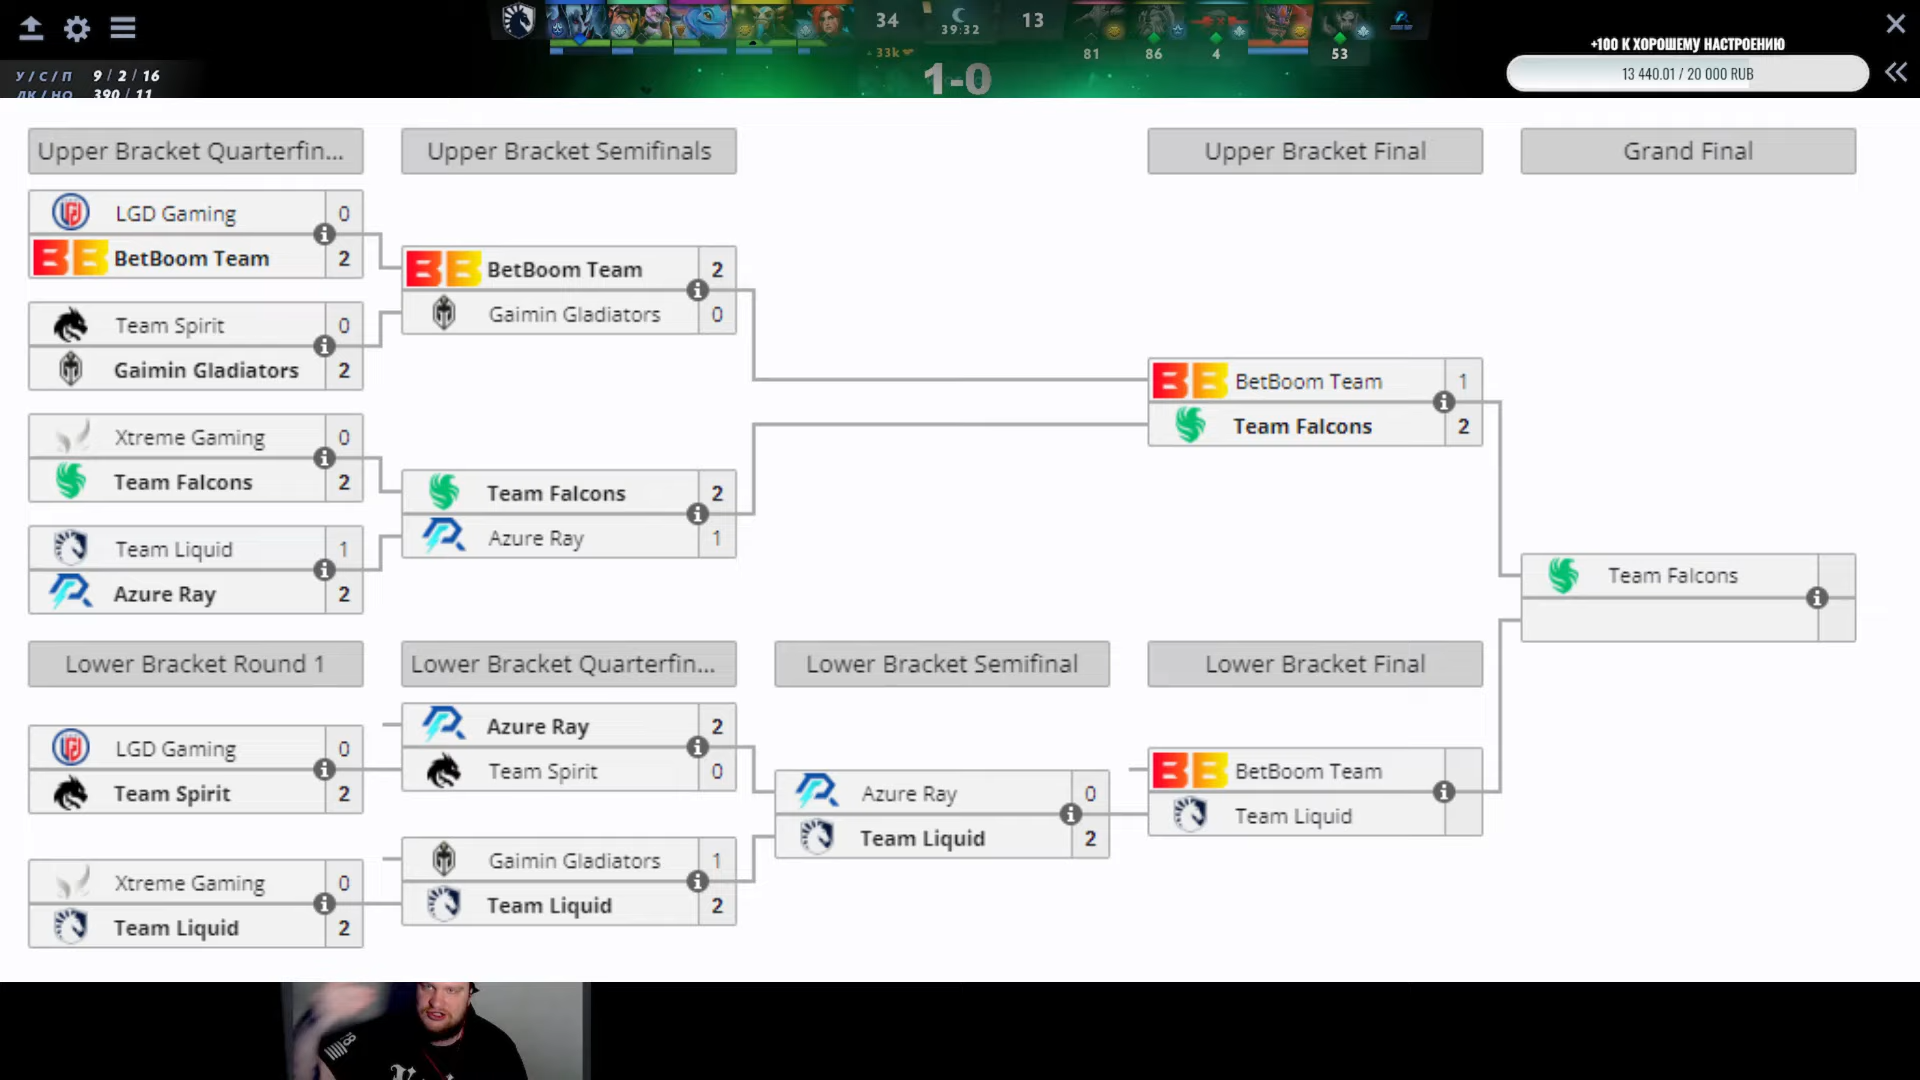 34 39:32 13
33k 81 86 4 53
1-0
У / С / П 9 / 2 / 16
ЛК / НО 390 / 11
+100 К ХОРОШЕМУ НАСТРОЕНИЮ
13 440.01 / 20 000 RUB
Upper Bracket Quarterfin...
LGD Gaming 0
BetBoom Team 2
Team Spirit 0
Gaimin Gladiators 2
Xtreme Gaming 0
Team Falcons 2
Team Liquid 1
Azure Ray 2
Upper Bracket Semifinals
BetBoom Team 2
Gaimin Gladiators 0
Team Falcons 2
Azure Ray 1
Upper Bracket Final
BetBoom Team 1
Team Falcons 2
Grand Final
Team Falcons
Lower Bracket Round 1
LGD Gaming 0
Team Spirit 2
Xtreme Gaming 0
Team Liquid 2
Lower Bracket Quarterfin...
Azure Ray 2
Team Spirit 0
Gaimin Gladiators 1
Team Liquid 2
Lower Bracket Semifinal
Azure Ray 0
Team Liquid 2
Lower Bracket Final
BetBoom Team
Team Liquid